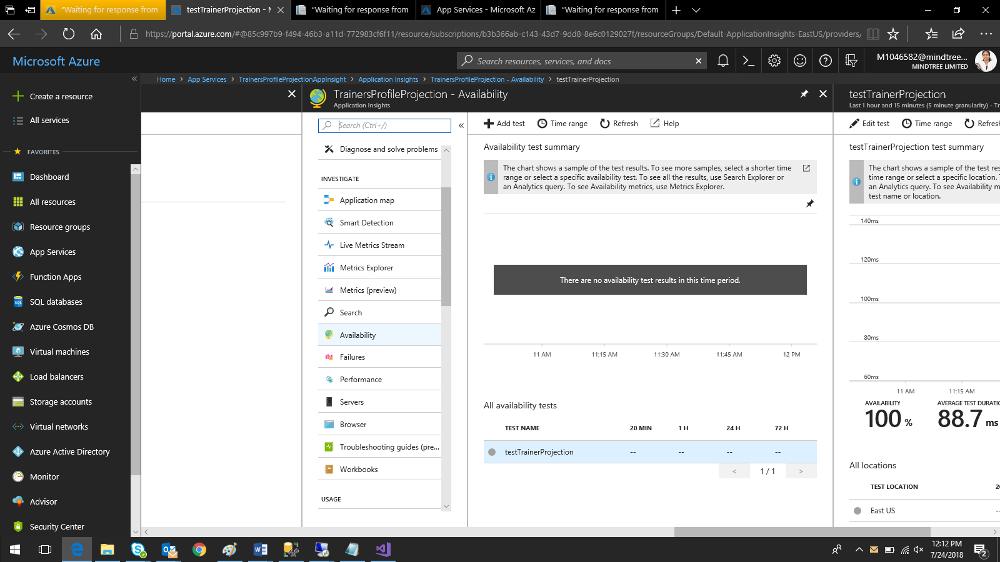 "Waiting for response from
testTrainerProjection - M
"Waiting for response from
App Services - Microsoft Az
"Waiting for response from
https://portal.azure.com/#@85c997b9-f494-46b3-a11d-772983cf6f11/resource/subscriptions/b3b366ab-c143-43d7-9dd8-8e6c0129027f/resourceGroups/Default-ApplicationInsights-EastUS/providers/
Microsoft Azure
Search resources, services, and docs
M1046582@mindtree...
MINDTREE LIMITED
Home > App Services > TrainersProfileProjectionAppInsight > Application Insights > TrainersProfileProjection - Availability > testTrainerProjection
Create a resource
All services
FAVORITES
Dashboard
All resources
Resource groups
App Services
Function Apps
SQL databases
Azure Cosmos DB
Virtual machines
Load balancers
Storage accounts
Virtual networks
Azure Active Directory
Monitor
Advisor
Security Center
TrainersProfileProjection - Availability
Application Insights
Search (Ctrl+/)
Diagnose and solve problems
INVESTIGATE
Application map
Smart Detection
Live Metrics Stream
Metrics Explorer
Metrics (preview)
Search
Availability
Failures
Performance
Servers
Browser
Troubleshooting guides (pre...
Workbooks
USAGE
Add test
Time range
Refresh
Help
Availability test summary
The chart shows a sample of the test results. To see more samples, select a shorter time
range or select a specific availability test. To see all the results, use Search Explorer or
an Analytics query. To see Availability metrics, use Metrics Explorer.
There are no availability test results in this time period.
11 AM 11:15 AM 11:30 AM 11:45 AM 12 PM
All availability tests
TEST NAME 20 MIN 1 H 24 H 72 H
testTrainerProjection -- -- -- --
< 1 / 1 >
testTrainerProjection
Last 1 hour and 15 minutes (5 minute granularity) - Tr
Edit test
Time range
Refresh
testTrainerProjection test summary
The chart shows a sample of the test res
time range or select a specific location. T
an Analytics query. To see Availability m
test name or location.
140ms
120ms
100ms
80ms
60ms
11 AM 11:15 AM
AVAILABILITY
100 %
AVERAGE TEST DURATIO
88.7 ms
All locations
TEST LOCATION 20
East US --
12:12 PM
7/24/2018
2